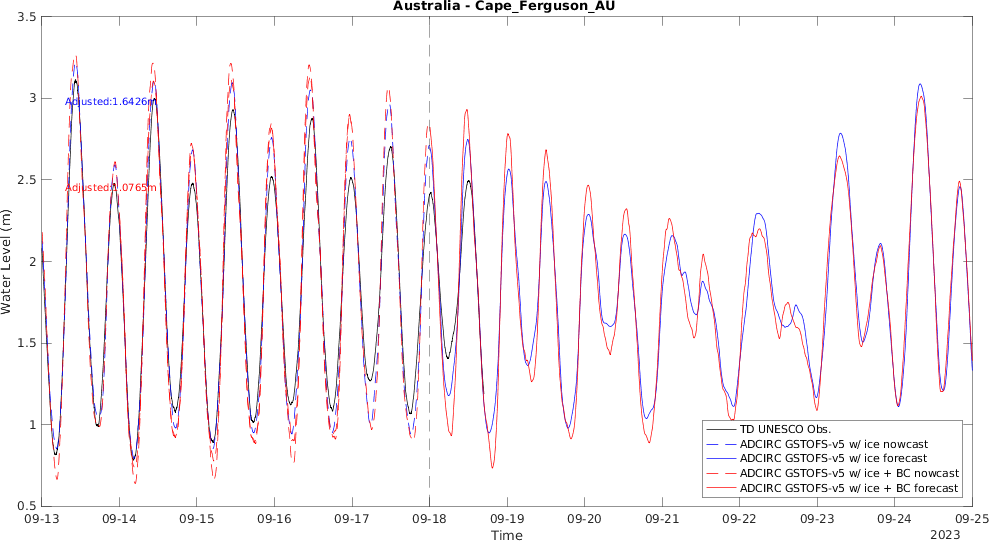 Australia - Cape_Ferguson_AU
3.5
3
2.5
2
1.5
1
0.5
Water Level (m)
Adjusted:1.6426m
Adjusted:1.0765m
TD UNESCO Obs.
ADCIRC GSTOFS-v5 w/ ice nowcast
ADCIRC GSTOFS-v5 w/ ice forecast
ADCIRC GSTOFS-v5 w/ ice + BC nowcast
ADCIRC GSTOFS-v5 w/ ice + BC forecast
09-13 09-14 09-15 09-16 09-17 09-18 09-19 09-20 09-21 09-22 09-23 09-24 09-25
Time
2023